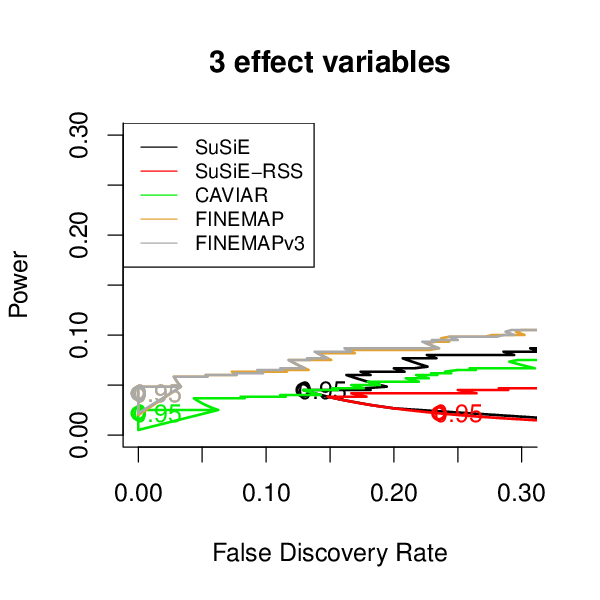 3 effect variables
SuSiE
SuSiE−RSS
CAVIAR
FINEMAP
FINEMAPv3
Power
0.30
0.20
0.10
0.00
0.95
0.95
0.95
0.95
0.00
0.10
0.20
0.30
False Discovery Rate